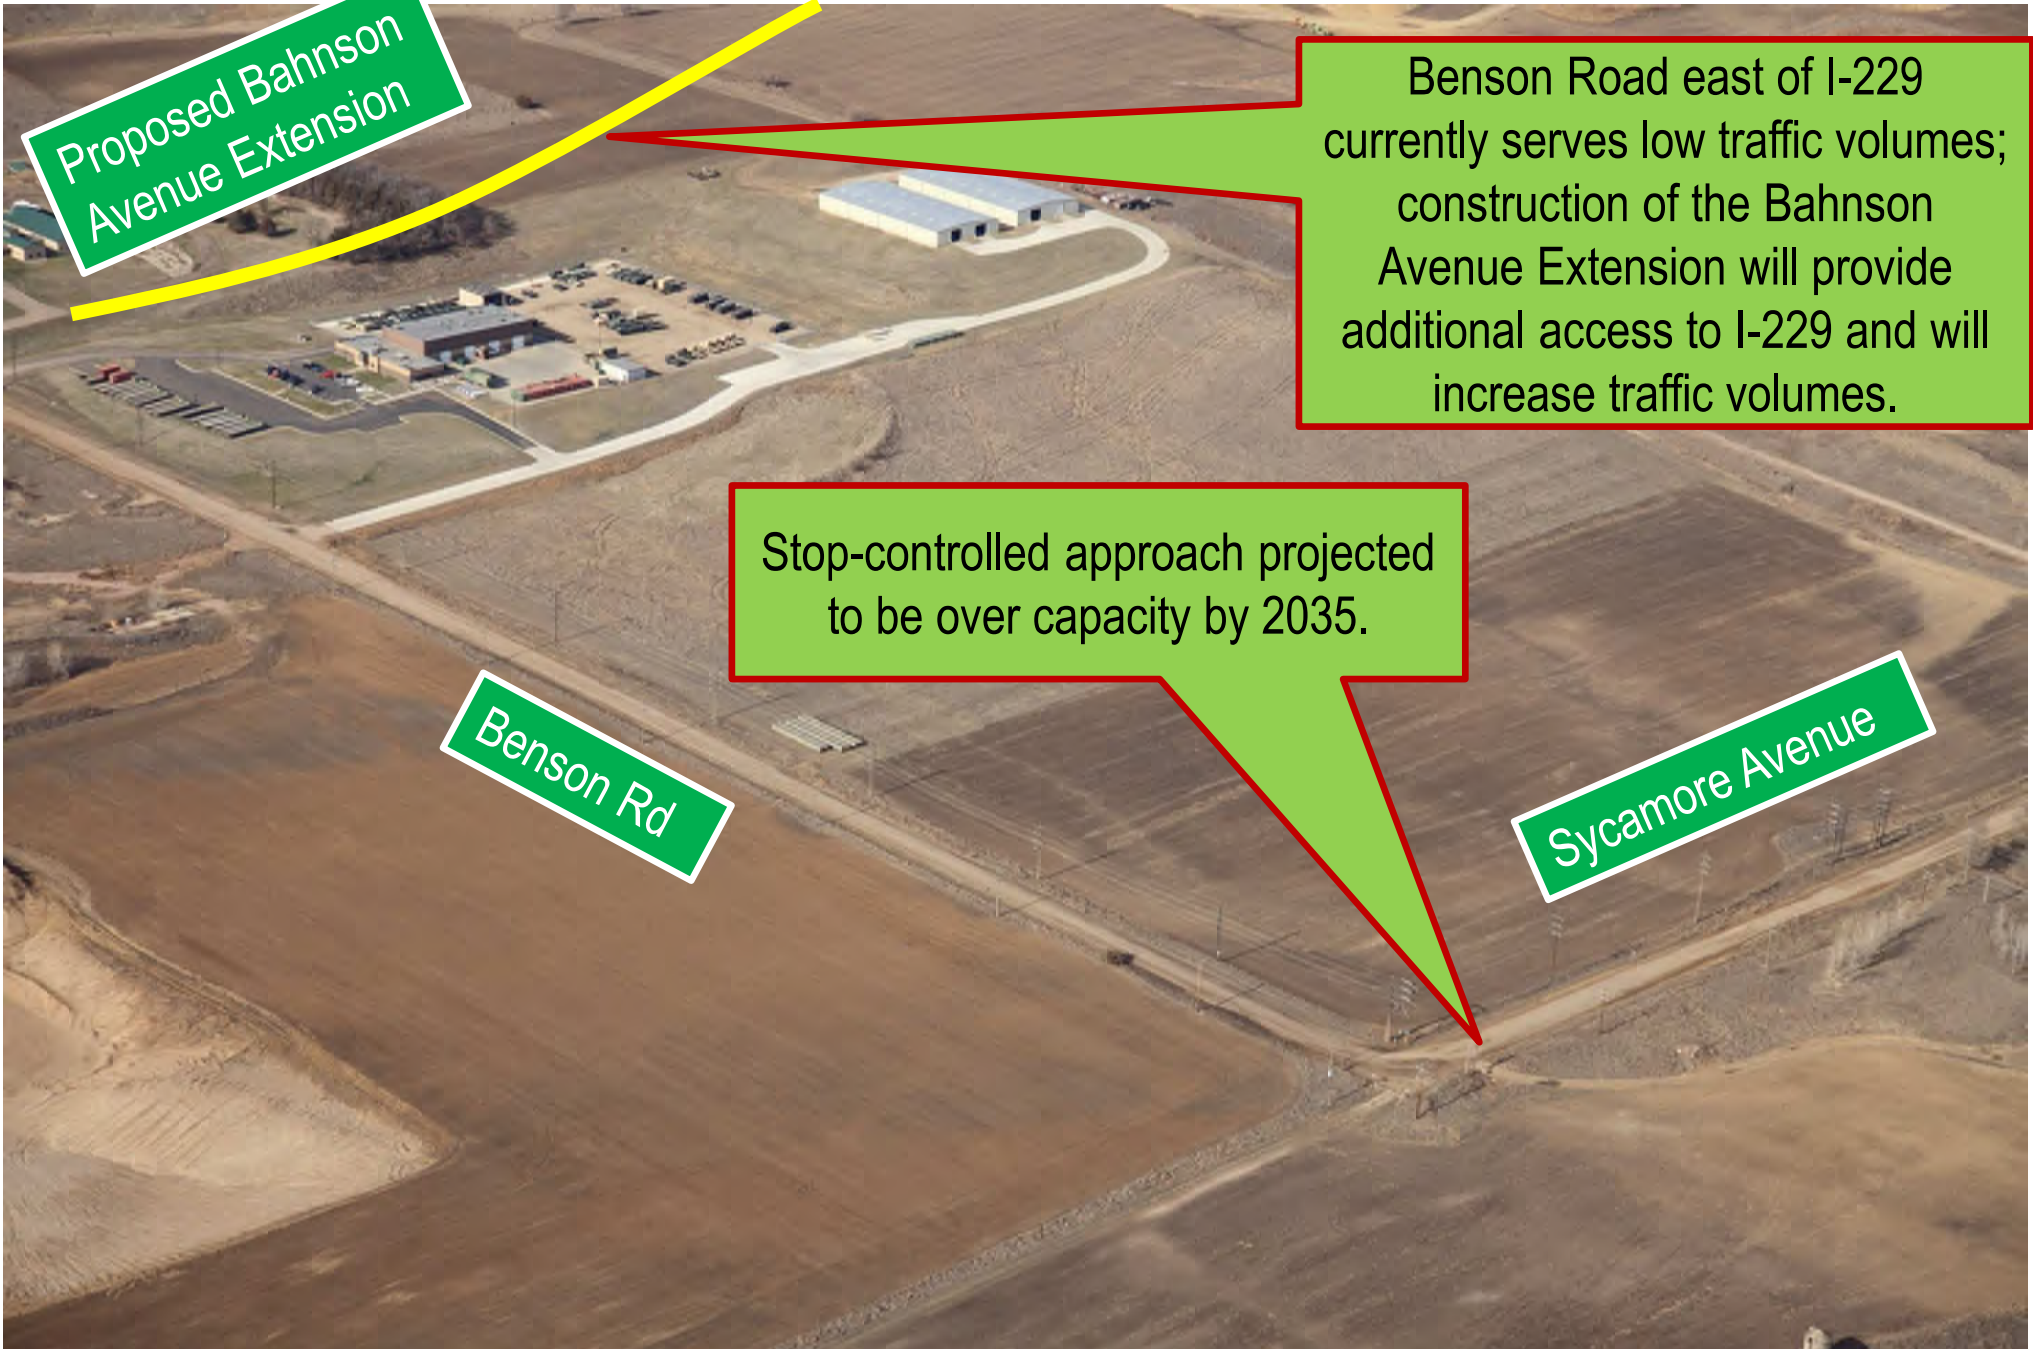 Proposed Bahnson
Avenue Extension
Benson Road east of I-229
currently serves low traffic volumes;
construction of the Bahnson
Avenue Extension will provide
additional access to I-229 and will
increase traffic volumes.
Stop-controlled approach projected
to be over capacity by 2035.
Benson Rd
Sycamore Avenue